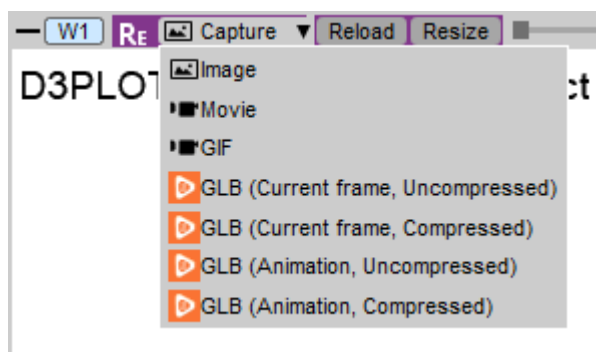 W1 RE Capture Reload Resize
Image
D3PLOT ct
Movie
GIF
GLB (Current frame, Uncompressed)
GLB (Current frame, Compressed)
GLB (Animation, Uncompressed)
GLB (Animation, Compressed)